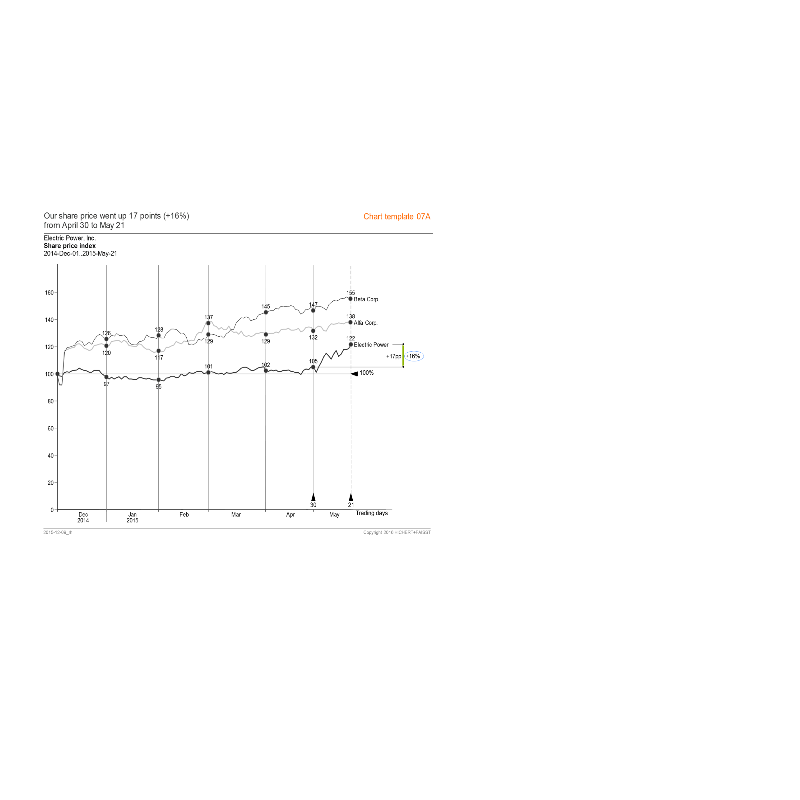 Our share price went up 17 points (+16%)
from April 30 to May 21
Chart template 07A
Electric Power, Inc.
Share price index
2014-Dec-01..2015-May-21
160
140
120
100
80
60
40
20
0
126
128
137
145
147
155
Beta Corp.
120
117
129
129
132
138
Alfa Corp.
97
95
101
102
105
122
Electric Power
+17pp
+16%
100%
30
21
Dec
Jan
Feb
Mar
Apr
May
Trading days
2014
2015